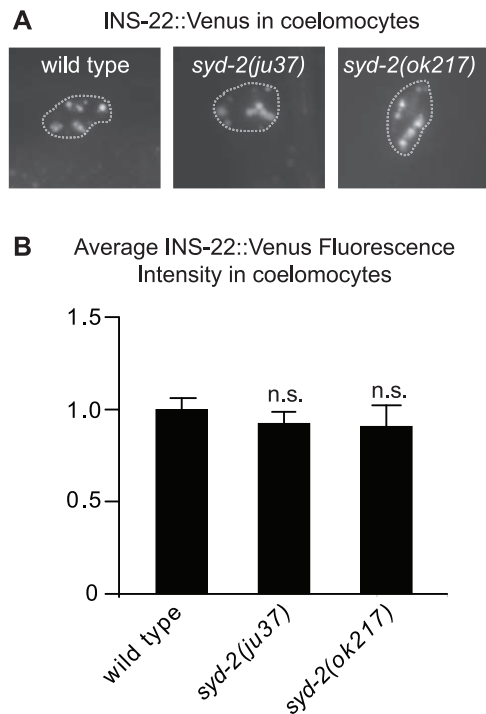 A INS-22::Venus in coelomocytes
wild type syd-2(ju37) syd-2(ok217)
B Average INS-22::Venus Fluorescence
Intensity in coelomocytes
1.5
1.0
0.5
0
n.s.
n.s.
wild type
syd-2(ju37)
syd-2(ok217)